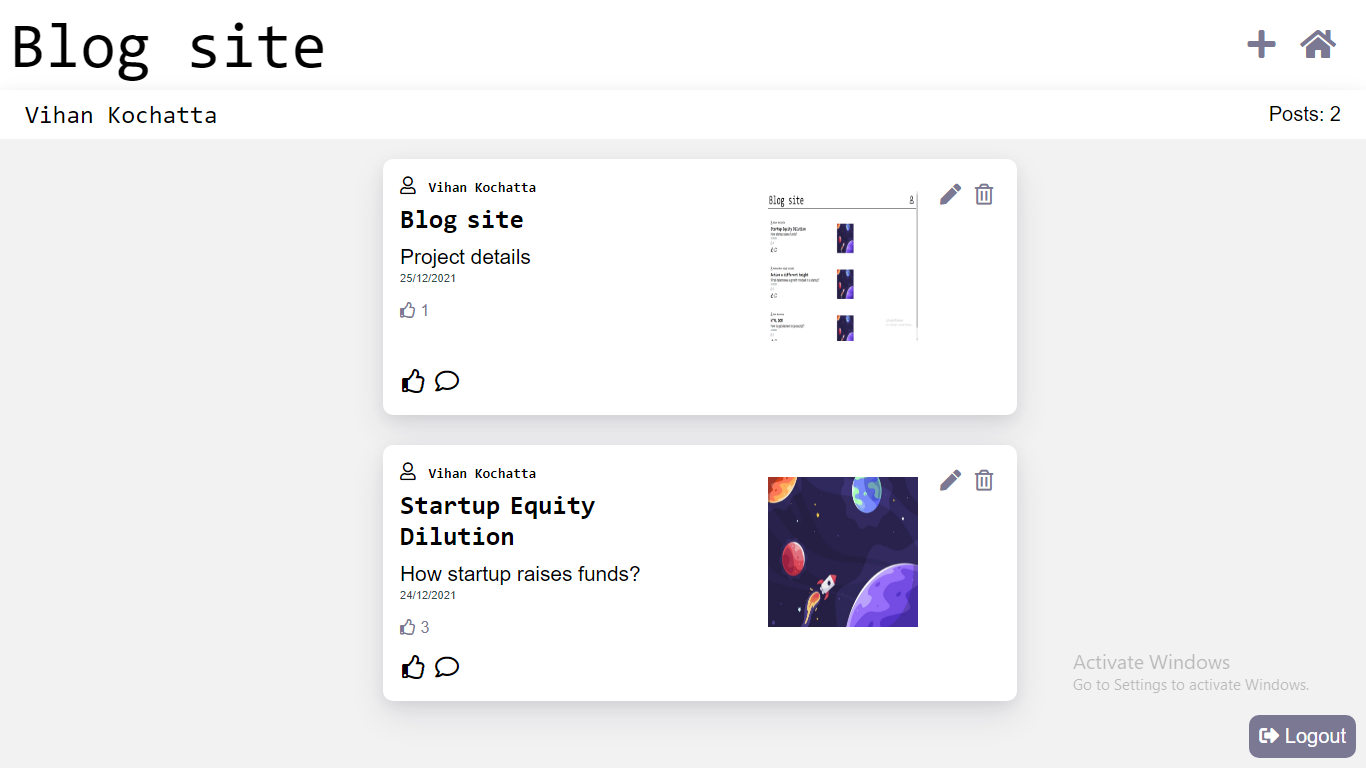 Blog site
Vihan Kochatta
Posts: 2
Vihan Kochatta
Blog site
Project details
25/12/2021
1
Blog site
Startup Equity Dilution
Vihan Kochatta
Startup Equity
Dilution
How startup raises funds?
24/12/2021
3
Activate Windows
Go to Settings to activate Windows.
Logout